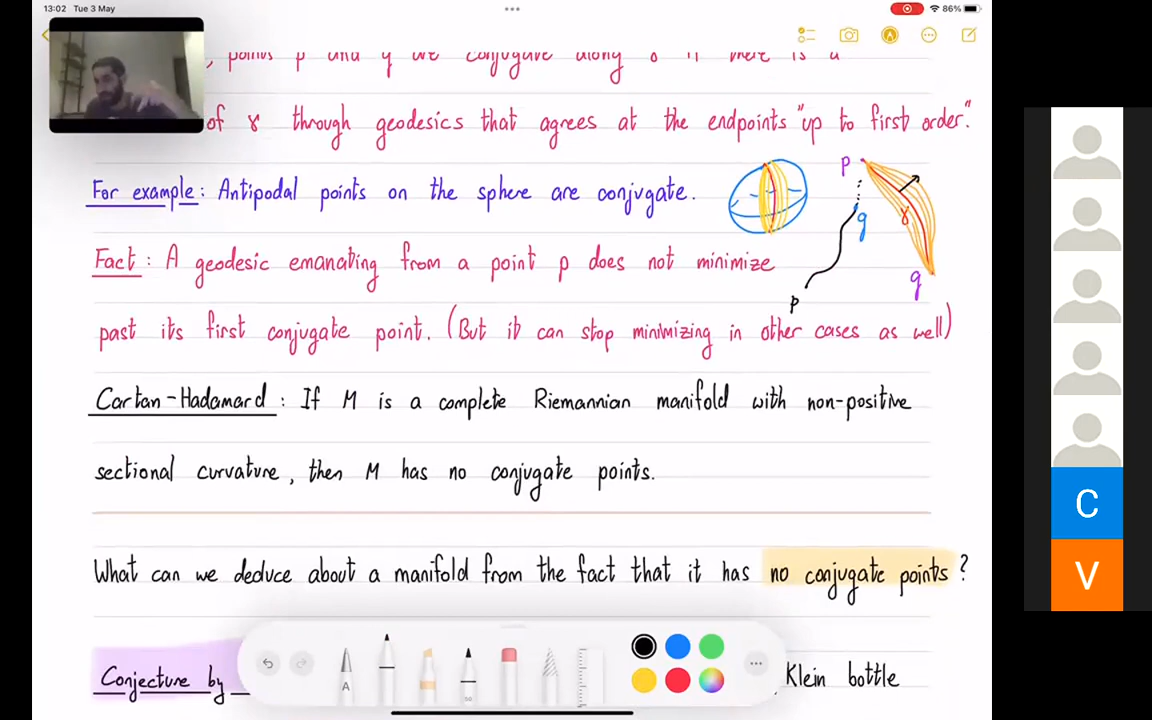 13:02 Tue 3 May
86%
, points p and q are conjugate along γ if there is a
of γ through geodesics that agrees at the endpoints "up to first order."
For example: Antipodal points on the sphere are conjugate.
p
γ
q
q
p
Fact: A geodesic emanating from a point p does not minimize
past its first conjugate point. (But it can stop minimizing in other cases as well)
Cartan-Hadamard: If M is a complete Riemannian manifold with non-positive
sectional curvature, then M has no conjugate points.
What can we deduce about a manifold from the fact that it has no conjugate points?
Conjecture by
Klein bottle
A
50
C
V